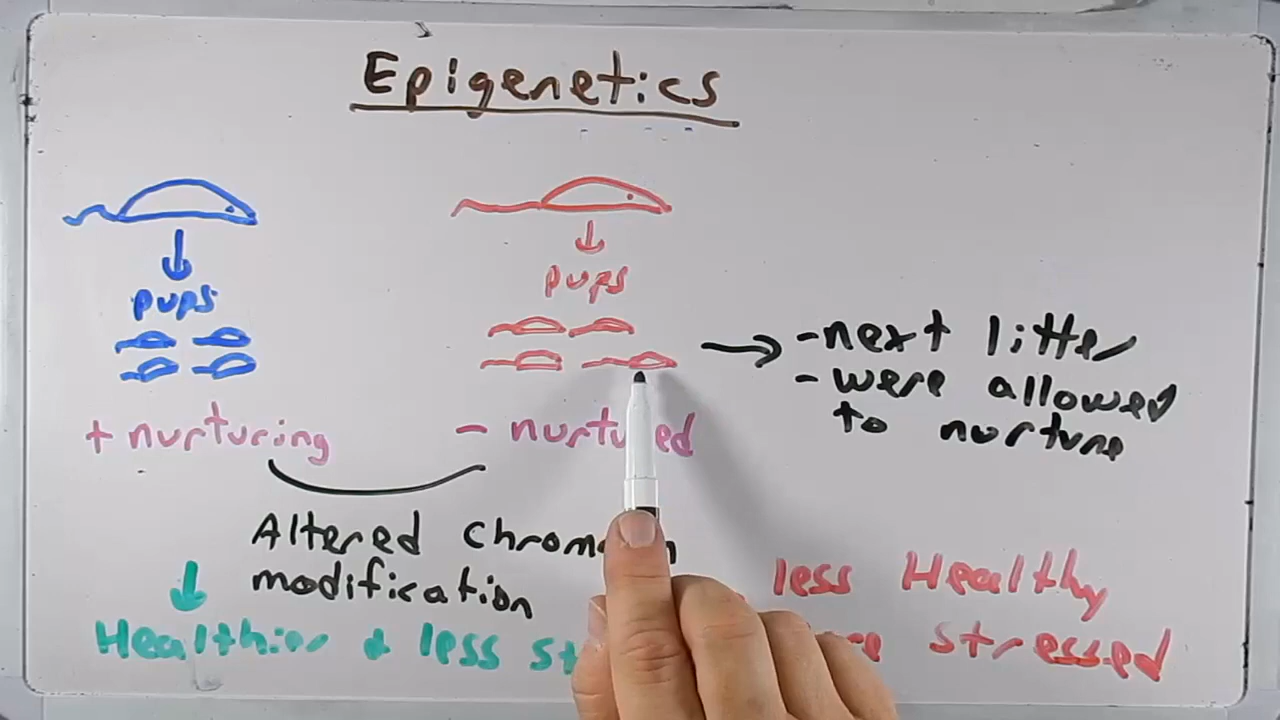 Epigenetics
pups
+ nurturing
pups
- nurtured
- next litter
- were allowed
to nurture
Altered
modification
Healthier + less
less Healthy
stressed